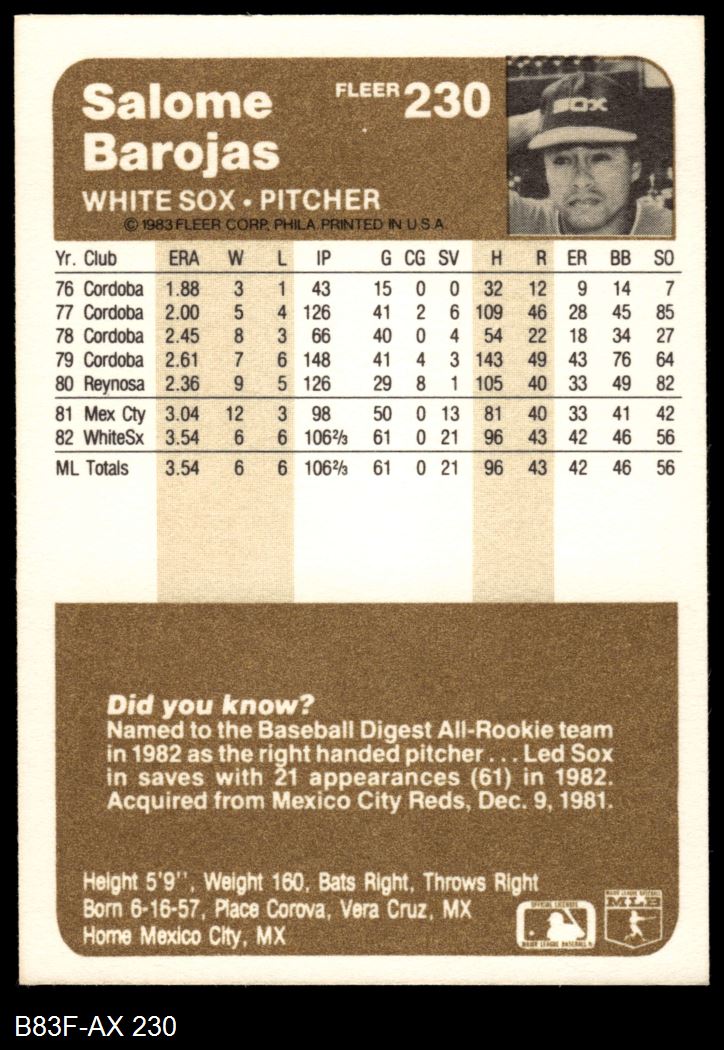 Salome
Barojas
FLEER 230
SOX
WHITE SOX • PITCHER
© 1983 FLEER CORP. PHILA. PRINTED IN U.S.A.
Yr. Club ERA W L IP G CG SV H R ER BB SO
76 Cordoba 1.88 3 1 43 15 0 0 32 12 9 14 7
77 Cordoba 2.00 5 4 126 41 2 6 109 46 28 45 85
78 Cordoba 2.45 8 3 66 40 0 4 54 22 18 34 27
79 Cordoba 2.61 7 6 148 41 4 3 143 49 43 76 64
80 Reynosa 2.36 9 5 126 29 8 1 105 40 33 49 82
81 Mex Cty 3.04 12 3 98 50 0 13 81 40 33 41 42
82 WhiteSx 3.54 6 6 106⅔ 61 0 21 96 43 42 46 56
ML Totals 3.54 6 6 106⅔ 61 0 21 96 43 42 46 56
Did you know?
Named to the Baseball Digest All-Rookie team
in 1982 as the right handed pitcher . . . Led Sox
in saves with 21 appearances (61) in 1982.
Acquired from Mexico City Reds, Dec. 9, 1981.
Height 5'9'', Weight 160, Bats Right, Throws Right
Born 6-16-57, Place Corova, Vera Cruz, MX
Home Mexico City, MX
OFFICIAL LICENSEE
MAJOR LEAGUE BASEBALL
MAJOR LEAGUE BASEBALL
MLB
B83F-AX 230